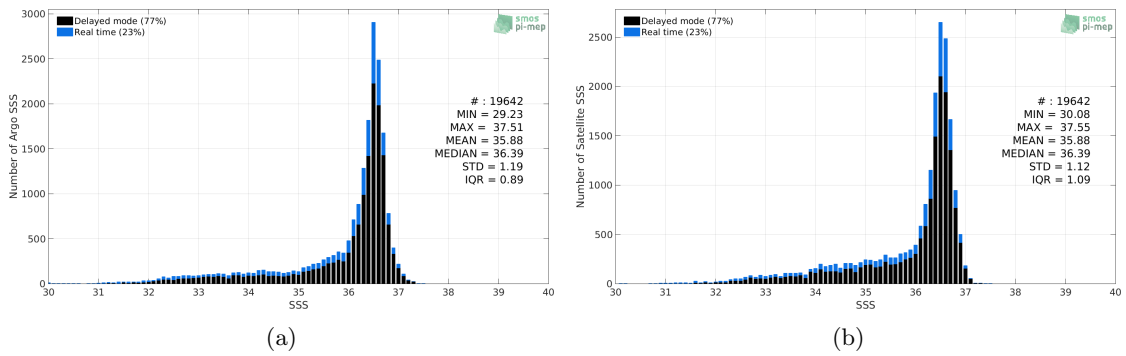 Delayed mode (77%)
Real time (23%)
smos
pi-mep
# : 19642
MIN = 29.23
MAX = 37.51
MEAN = 35.88
MEDIAN = 36.39
STD = 1.19
IQR = 0.89
Number of Argo SSS
3000
2500
2000
1500
1000
500
0
30 31 32 33 34 35 36 37 38 39 40
SSS
(a)
Delayed mode (77%)
Real time (23%)
smos
pi-mep
# : 19642
MIN = 30.08
MAX = 37.55
MEAN = 35.88
MEDIAN = 36.39
STD = 1.12
IQR = 1.09
Number of Satellite SSS
2500
2000
1500
1000
500
0
30 31 32 33 34 35 36 37 38 39 40
SSS
(b)